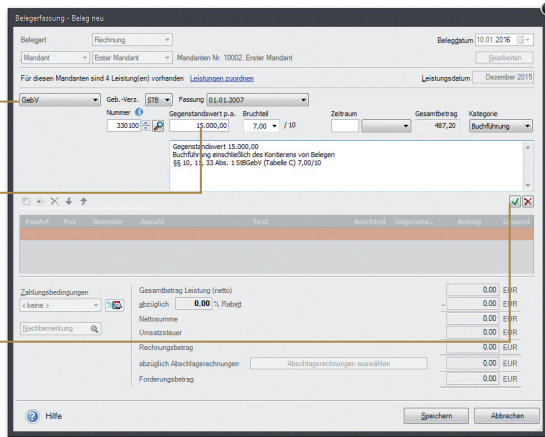 Belegerfassung - Beleg neu
Belegart Rechnung Belegdatum 10.01.2016
Mandant Erster Mandant Mandanten Nr. 10002, Erster Mandant Bearbeiten
Für diesen Mandanten sind 4 Leistung(en) vorhanden Leistungen zuordnen Leistungsdatum Dezember 2015
GebV Geb.-Verz. STB Fassung 01.01.2007
Nummer Gegenstandswert p.a. Bruchteil Zeitraum Gesamtbetrag Kategorie
330100 15.000,00 7,00 / 10 487,20 Buchführung
Gegenstandswert 15.000,00
Buchführung einschließlich des Kontierens von Belegen
§§ 10, 11, 33 Abs. 1 StBGebV (Tabelle C) 7,00/10
PosArt Pos Nummer Anzahl Text Bruchteil Gegensta... Betrag Gesamt
Zahlungsbedingungen Gesamtbetrag Leistung (netto) 0,00 EUR
< keine > abzüglich 0,00 % Rabatt - 0,00 EUR
Nettosumme 0,00 EUR
Nachbemerkung Umsatzsteuer 0,00 EUR
Rechnungsbetrag 0,00 EUR
abzüglich Abschlagsrechnungen Abschlagsrechnungen auswählen 0,00 EUR
Forderungsbetrag 0,00 EUR
Hilfe Speichern Abbrechen